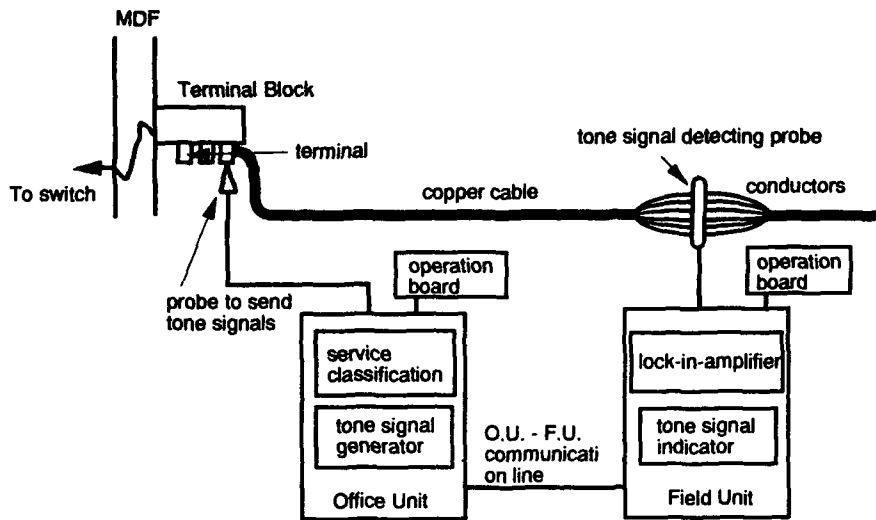 MDF
Terminal Block
terminal
To switch
tone signal detecting probe
copper cable
conductors
probe to send
tone signals
operation
board
operation
board
service
classification
tone signal
generator
Office Unit
O.U. - F.U.
communicati
on line
lock-in-amplifier
tone signal
indicator
Field Unit